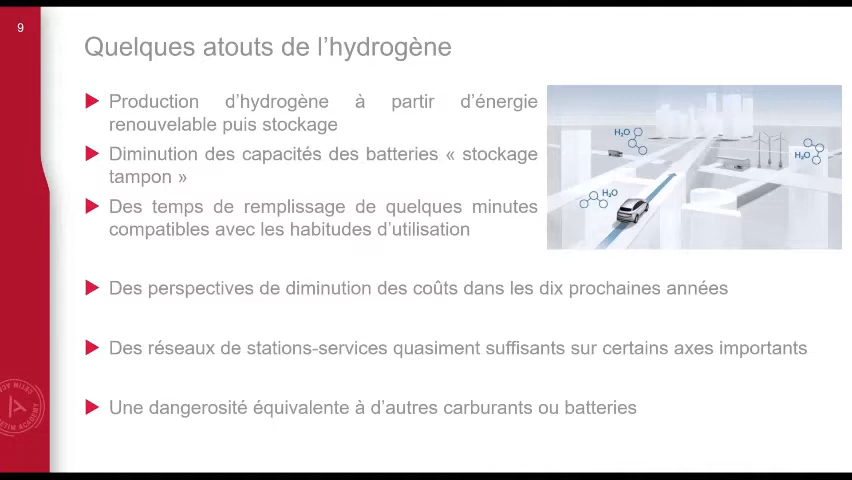 9
Quelques atouts de l'hydrogène
Production d'hydrogène à partir d'énergie
renouvelable puis stockage
Diminution des capacités des batteries « stockage
tampon »
Des temps de remplissage de quelques minutes
compatibles avec les habitudes d'utilisation
H₂O
H₂O
H₂O
Des perspectives de diminution des coûts dans les dix prochaines années
Des réseaux de stations-services quasiment suffisants sur certains axes importants
Une dangerosité équivalente à d'autres carburants ou batteries